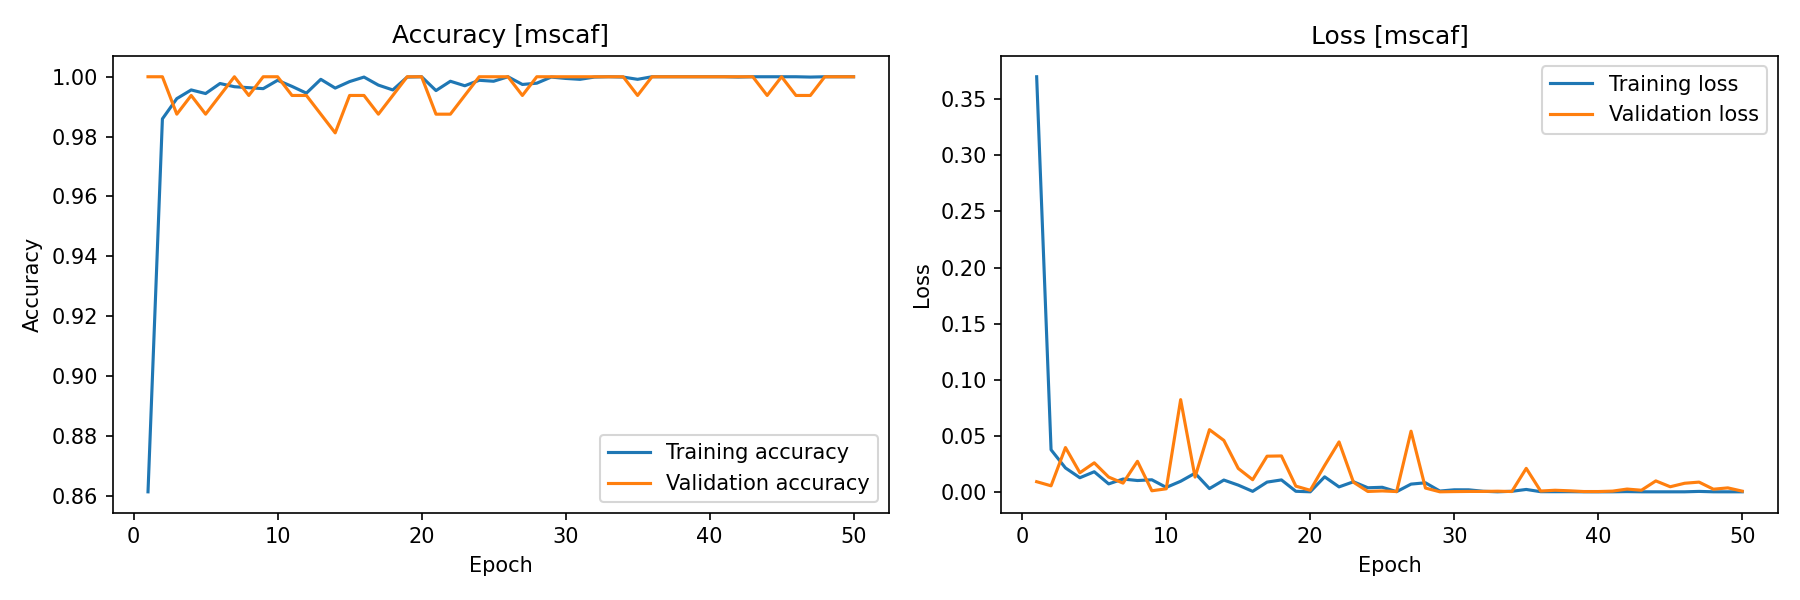 Accuracy [mscaf]
1.00
0.98
0.96
0.94
0.92
0.90
0.88
0.86
Accuracy
Training accuracy
Validation accuracy
0 10 20 30 40 50
Epoch
Loss [mscaf]
0.35
0.30
0.25
0.20
0.15
0.10
0.05
0.00
Loss
Training loss
Validation loss
0 10 20 30 40 50
Epoch